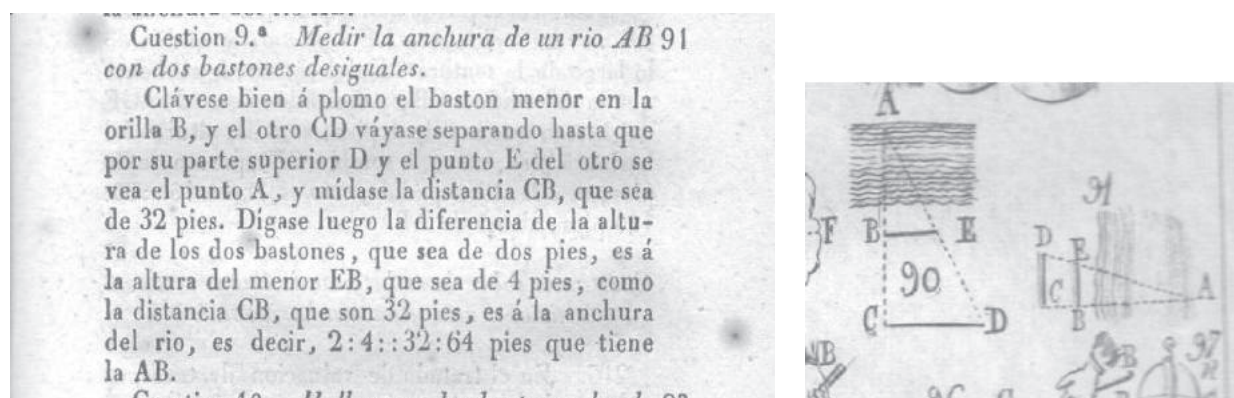 Cuestion 9.ª Medir la anchura de un rio AB 91
con dos bastones desiguales.
Clávese bien á plomo el baston menor en la
orilla B, y el otro CD váyase separando hasta que
por su parte superior D y el punto E del otro se
vea el punto A, y mídase la distancia CB, que sea
de 32 pies. Dígase luego la diferencia de la altu-
ra de los dos bastones, que sea de dos pies, es á
la altura del menor EB, que sea de 4 pies, como
la distancia CB, que son 32 pies, es á la anchura
del rio, es decir, 2:4::32:64 pies que tiene
la AB.
A
F B E
90
C D
91
D E
C
A
B
B
97